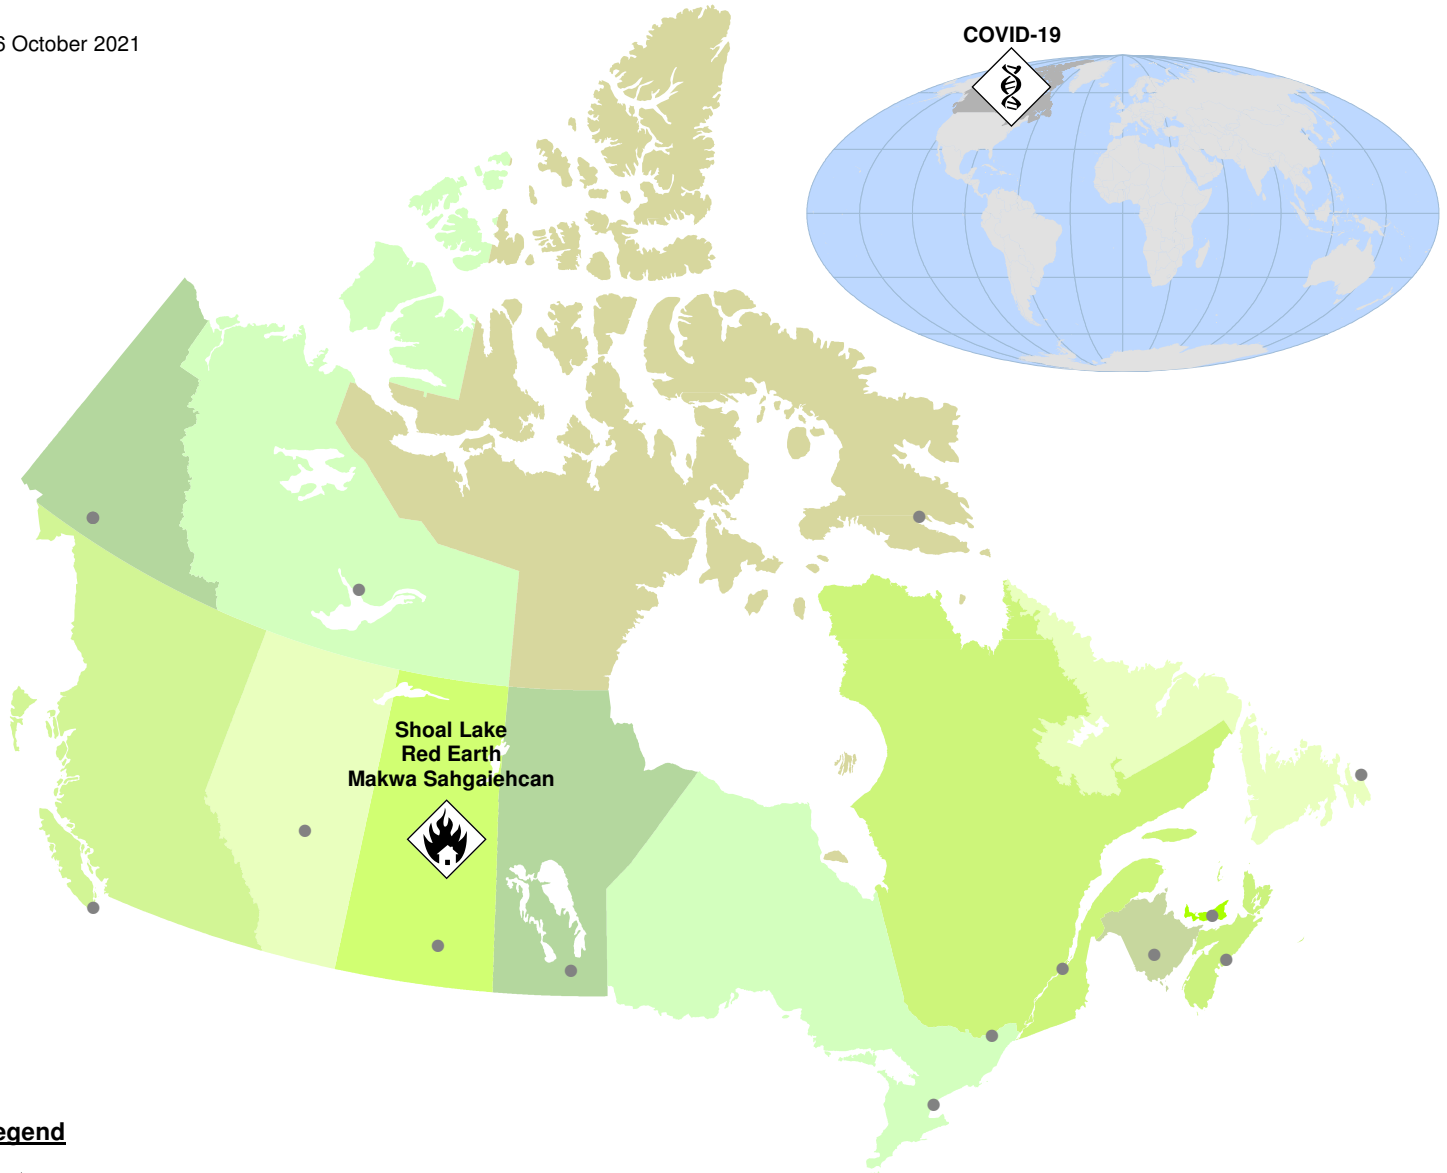 6 October 2021
COVID-19
Shoal Lake
Red Earth
Makwa Sahgaiehcan
egend